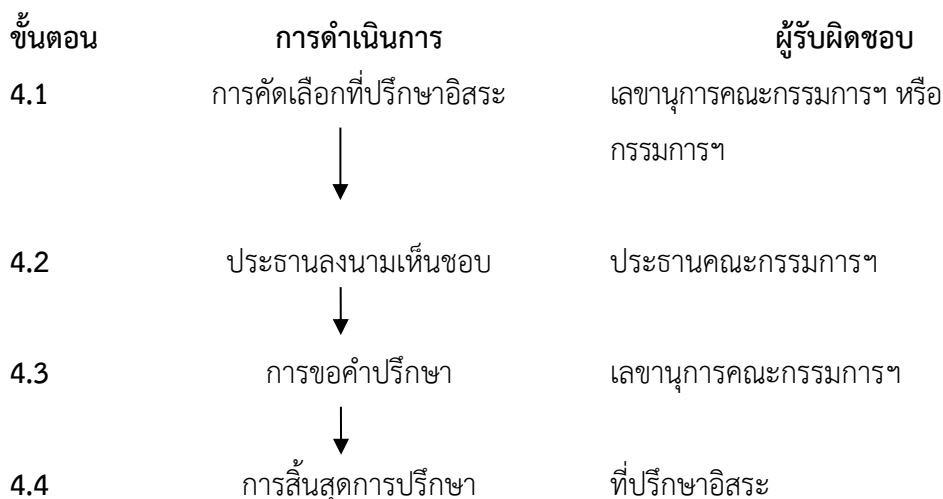 ขั้นตอน การดำเนินการ ผู้รับผิดชอบ
4.1 การคัดเลือกที่ปรึกษาอิสระ เลขานุการคณะกรรมการฯ หรือ
กรรมการฯ
4.2 ประธานลงนามเห็นชอบ ประธานคณะกรรมการฯ
4.3 การขอคำปรึกษา เลขานุการคณะกรรมการฯ
4.4 การสิ้นสุดการปรึกษา ที่ปรึกษาอิสระ